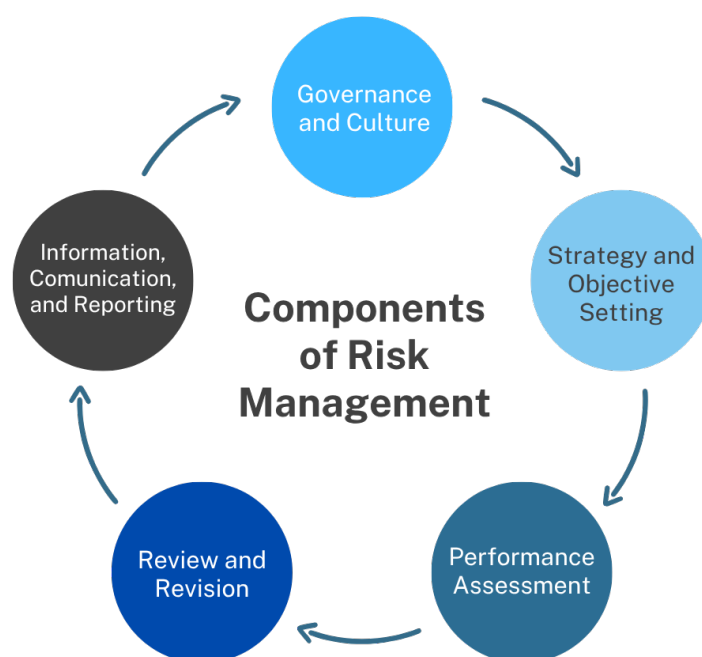 Governance
and Culture
Strategy and
Objective
Setting
Information,
Comunication,
and Reporting
Components
of Risk
Management
Performance
Assessment
Review and
Revision